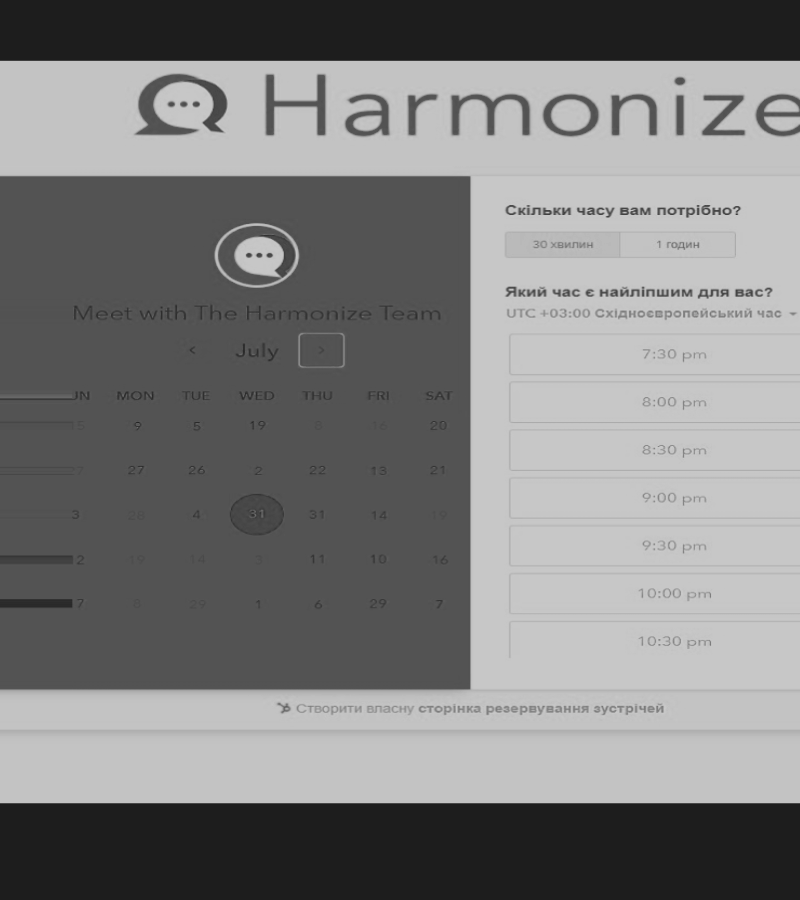 Harmonize
Meet with The Harmonize Team
July
UN MON TUE WED THU FRI SAT
5 9 5 19 8 16 20
27 26 2 22 13 21
3 28 4 31 31 14 19
2 19 14 3 11 10 16
7 8 29 1 6 29 7
Скільки часу вам потрібно?
30 хвилин 1 годин
Який час є найліпшим для вас?
UTC +03:00 Східноєвропейський час
7:30 pm
8:00 pm
8:30 pm
9:00 pm
9:30 pm
10:00 pm
10:30 pm
Створити власну сторінка резервування зустрічей